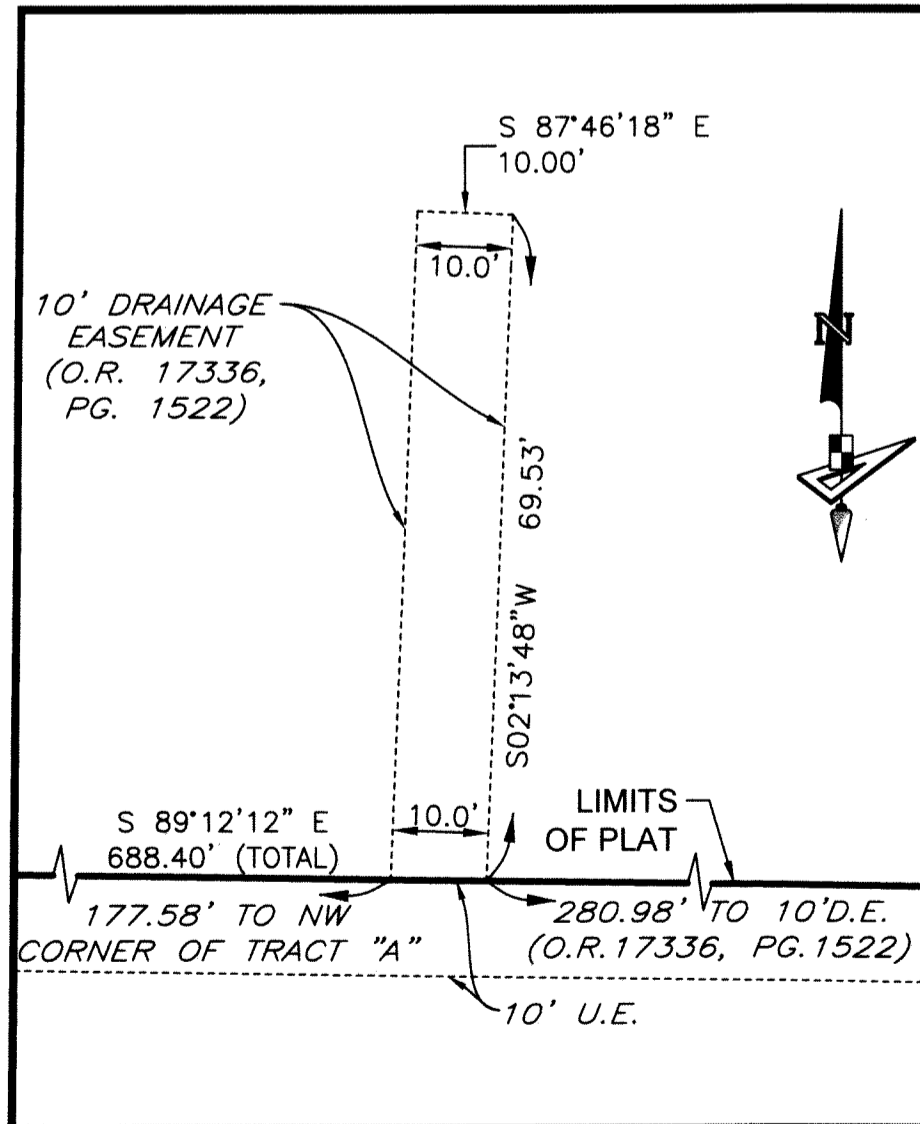 S 87°46'18" E
10.00'
10.0'
10' DRAINAGE
EASEMENT
(O.R. 17336,
PG. 1522)
N
S02°13'48"W 69.53'
10.0'
S 89°12'12" E
688.40' (TOTAL)
LIMITS
OF PLAT
177.58' TO NW
CORNER OF TRACT "A"
280.98' TO 10'D.E.
(O.R.17336, PG.1522)
10' U.E.